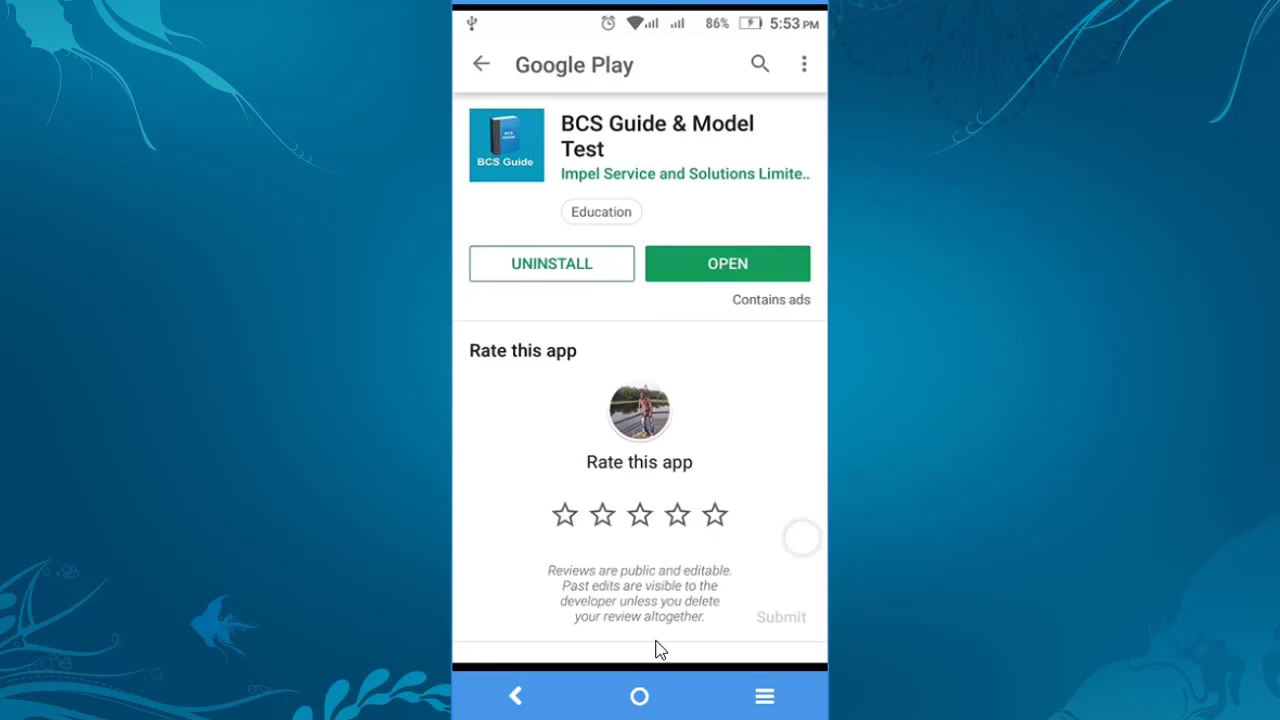 86% 5:53 PM
Google Play
BCS GUIDE
BCS Guide
BCS Guide & Model
Test
Impel Service and Solutions Limite..
Education
UNINSTALL
OPEN
Contains ads
Rate this app
Rate this app
Reviews are public and editable.
Past edits are visible to the
developer unless you delete
your review altogether.
Submit